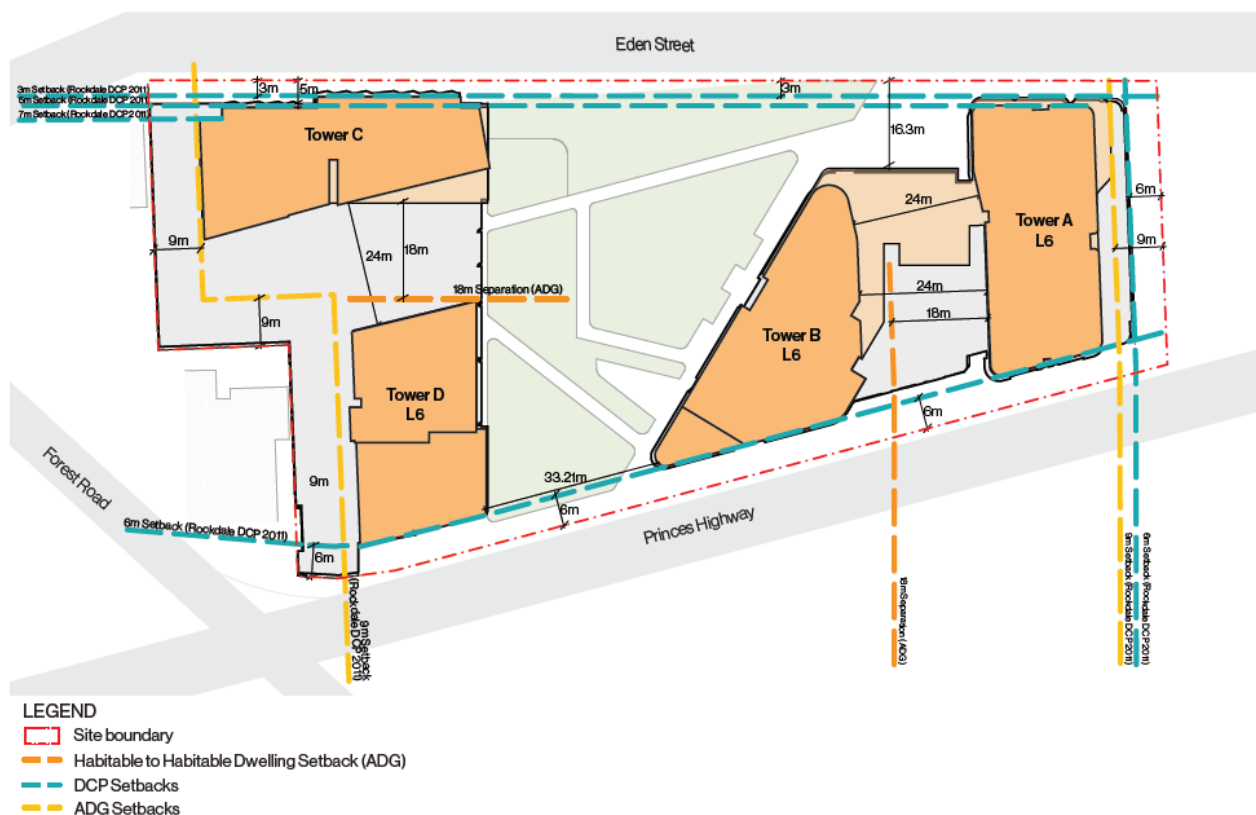 Eden Street
3m Setback (Rockdale DCP 2011)
5m Setback (Rockdale DCP 2011)
7m Setback (Rockdale DCP 2011)
3m
5m
3m
16.3m
Tower C
Tower A
L6
24m
6m
9m
9m
24m
18m
18m Separation (ADG)
24m
18m
9m
Tower B
L6
Tower D
L6
6m
Forest Road
9m
33.21m
6m
6m Setback (Rockdale DCP 2011)
6m
Princes Highway
9m Setback
(Rockdale DCP 2011)
18m Separation (ADG)
9m Setback (Rockdale DCP 2011)
6m Setback (Rockdale DCP 2011)
LEGEND
Site boundary
Habitable to Habitable Dwelling Setback (ADG)
DCP Setbacks
ADG Setbacks